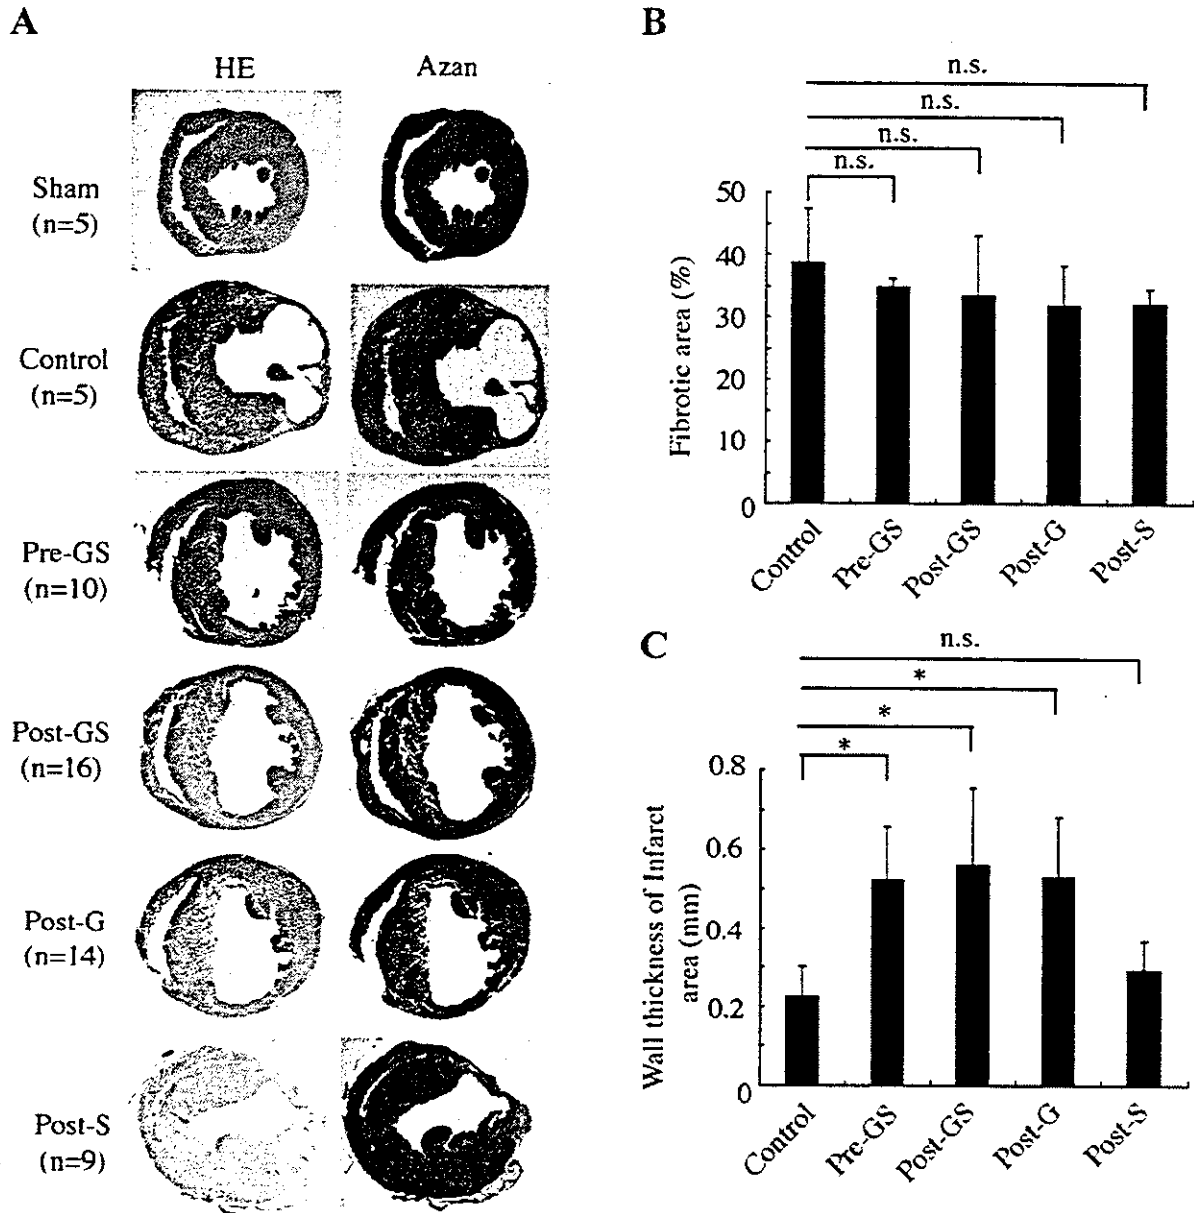 A
HE
Azan
Sham
(n=5)
Control
(n=5)
Pre-GS
(n=10)
Post-GS
(n=16)
Post-G
(n=14)
Post-S
(n=9)
B
n.s.
n.s.
n.s.
n.s.
Fibrotic area (%)
50
40
30
20
10
0
Control
Pre-GS
Post-GS
Post-G
Post-S
C
n.s.
*
*
*
Wall thickness of Infarct
area (mm)
0.8
0.6
0.4
0.2
0
Control
Pre-GS
Post-GS
Post-G
Post-S